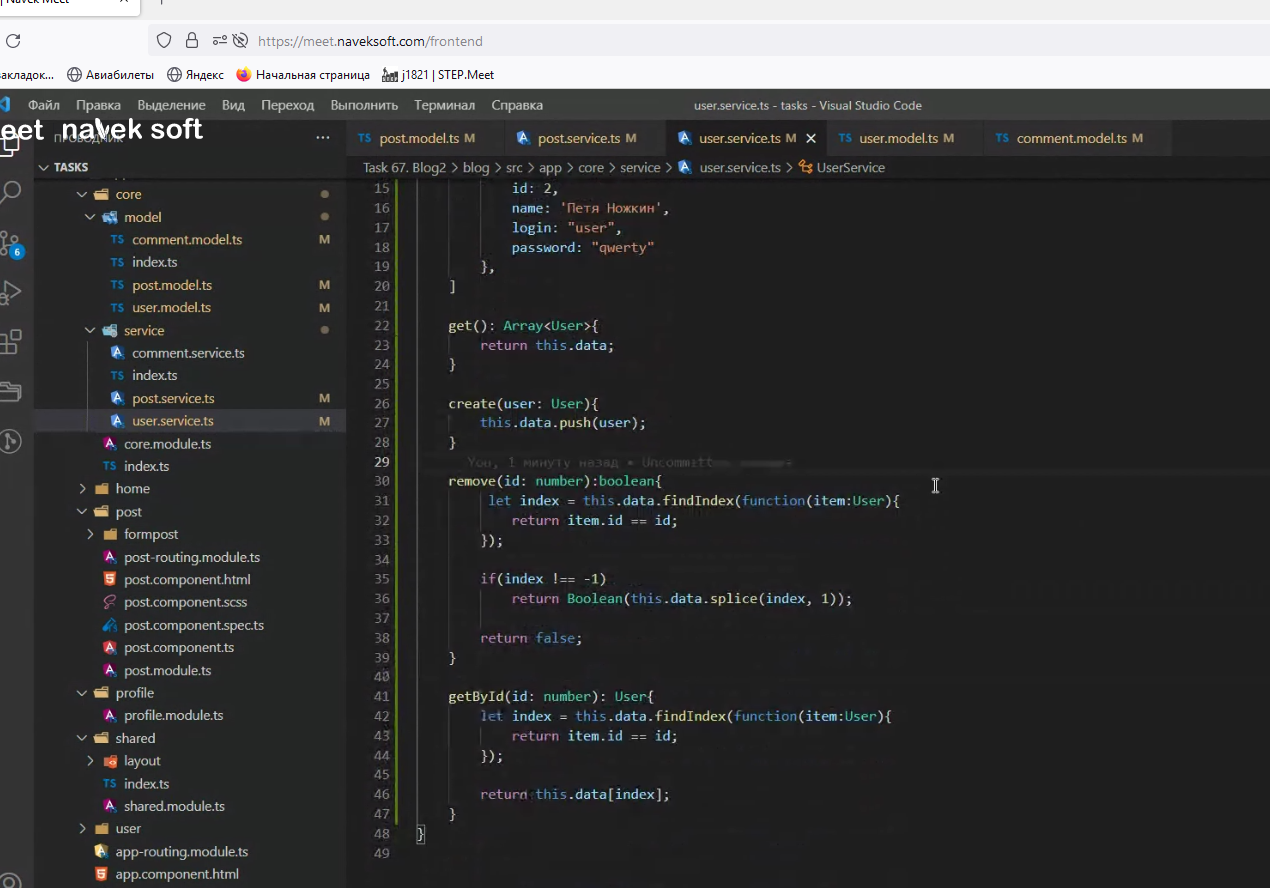 | Navek Meet
https://meet.naveksoft.com/frontend
акладок... Авиабилеты Яндекс Начальная страница j1821 | STEP.Meet
Файл Правка Выделение Вид Переход Выполнить Терминал Справка user.service.ts - tasks - Visual Studio Code
eet navek soft
ПРОВОДНИК ...
post.model.ts M post.service.ts M user.service.ts M user.model.ts M comment.model.ts M
TASKS
Task 67. Blog2 > blog > src > app > core > service > user.service.ts > UserService
core
model
comment.model.ts M
index.ts
post.model.ts M
user.model.ts M
service
comment.service.ts
index.ts
post.service.ts M
user.service.ts M
core.module.ts
index.ts
home
post
formpost
post-routing.module.ts
post.component.html
post.component.scss
post.component.spec.ts
post.component.ts
post.module.ts
profile
profile.module.ts
shared
layout
index.ts
shared.module.ts
user
app-routing.module.ts
app.component.html
6
15 id: 2,
16 name: 'Петя Ножкин',
17 login: "user",
18 password: "qwerty"
19 },
20 ]
21
22 get(): Array<User>{
23 return this.data;
24 }
25
26 create(user: User){
27 this.data.push(user);
28 }
29 You, 1 минуту назад •
30 remove(id: number):boolean{
31 let index = this.data.findIndex(function(item:User){
32 return item.id == id;
33 });
34
35 if(index !== -1)
36 return Boolean(this.data.splice(index, 1));
37
38 return false;
39 }
40
41 getById(id: number): User{
42 let index = this.data.findIndex(function(item:User){
43 return item.id == id;
44 });
45
46 return this.data[index];
47 }
48 }
49